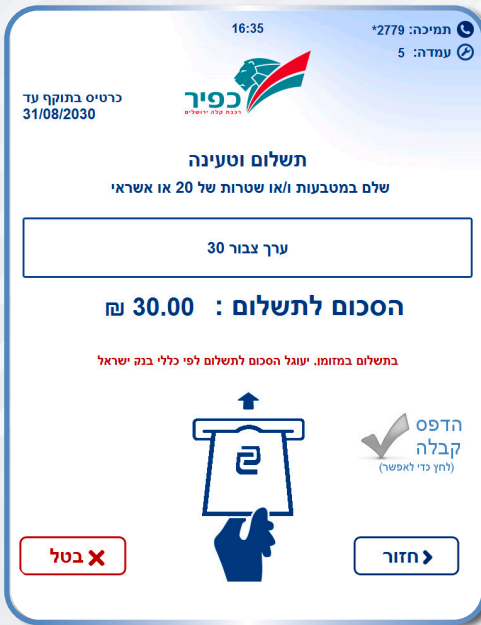 16:35
תמיכה: 2779*
עמדה: 5
כפיר
רכבת קלה ירושלים
כרטיס בתוקף עד
31/08/2030
תשלום וטעינה
שלם במטבעות ו/או שטרות של 20 או אשראי
ערך צבור 30
הסכום לתשלום : 30.00 ₪
בתשלום במזומן, יעוגל הסכום לתשלום לפי כללי בנק ישראל
הדפס
קבלה
(לחץ כדי לאפשר)
חזור
בטל